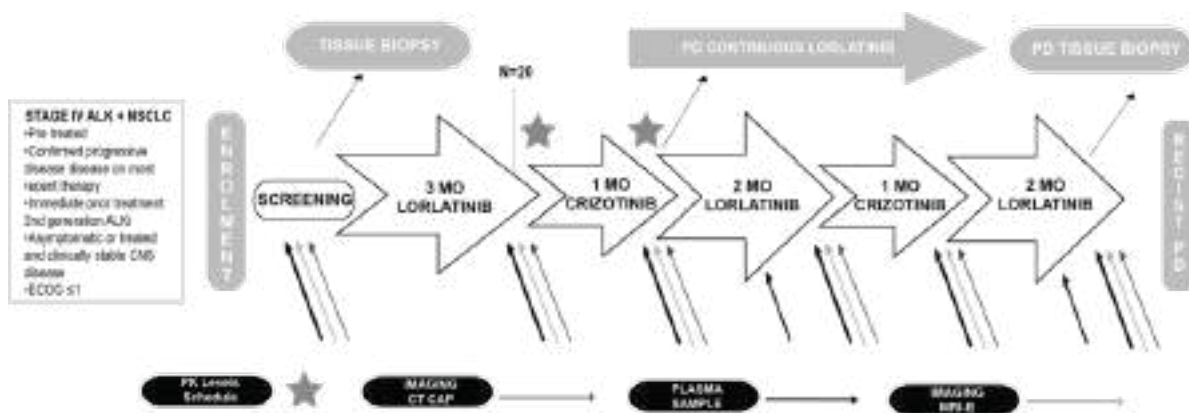 TISSUE BIOPSY
PD CONTINUOUS LORLATINIB
PD TISSUE BIOPSY
N=20
STAGE IV ALK + NSCLC
•Pre treated
•Confirmed progressive
disease disease on most
recent therapy
•Immediate prior treatment
2nd generation ALKi
•Asymptomatic or treated
and clinically stable CNS
disease
•ECOG ≤1
ENROLMENT
SCREENING
3 MO
LORLATINIB
1 MO
CRIZOTINIB
2 MO
LORLATINIB
1 MO
CRIZOTINIB
2 MO
LORLATINIB
RECIST PD
PK Levels
Schedule
IMAGING
CT CAP
PLASMA
SAMPLE
IMAGING
MRI-B